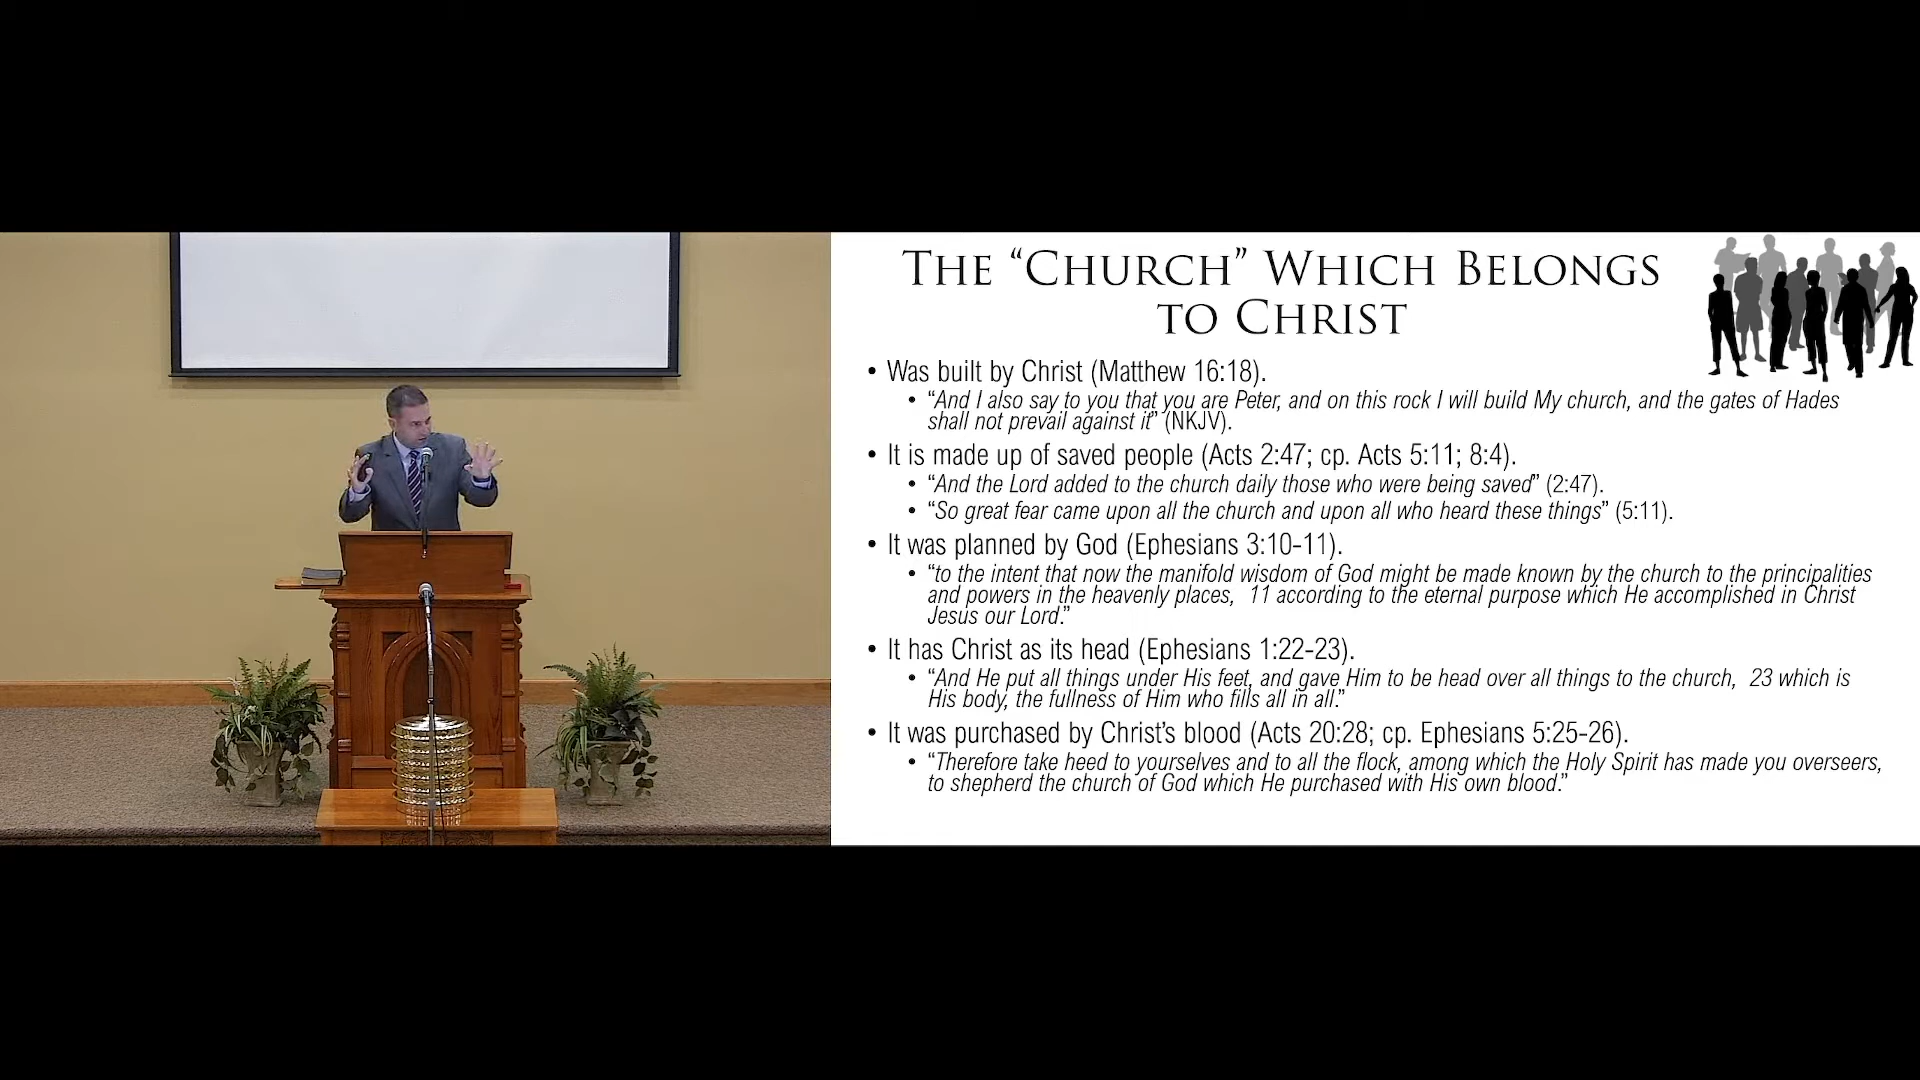 THE “CHURCH” WHICH BELONGS
TO CHRIST
• Was built by Christ (Matthew 16:18).
• “And I also say to you that you are Peter, and on this rock I will build My church, and the gates of Hades
shall not prevail against it” (NKJV).
• It is made up of saved people (Acts 2:47; cp. Acts 5:11; 8:4).
• “And the Lord added to the church daily those who were being saved” (2:47).
• “So great fear came upon all the church and upon all who heard these things” (5:11).
• It was planned by God (Ephesians 3:10-11).
• “to the intent that now the manifold wisdom of God might be made known by the church to the principalities
and powers in the heavenly places, 11 according to the eternal purpose which He accomplished in Christ
Jesus our Lord.”
• It has Christ as its head (Ephesians 1:22-23).
• “And He put all things under His feet, and gave Him to be head over all things to the church, 23 which is
His body, the fullness of Him who fills all in all.”
• It was purchased by Christ’s blood (Acts 20:28; cp. Ephesians 5:25-26).
• “Therefore take heed to yourselves and to all the flock, among which the Holy Spirit has made you overseers,
to shepherd the church of God which He purchased with His own blood.”